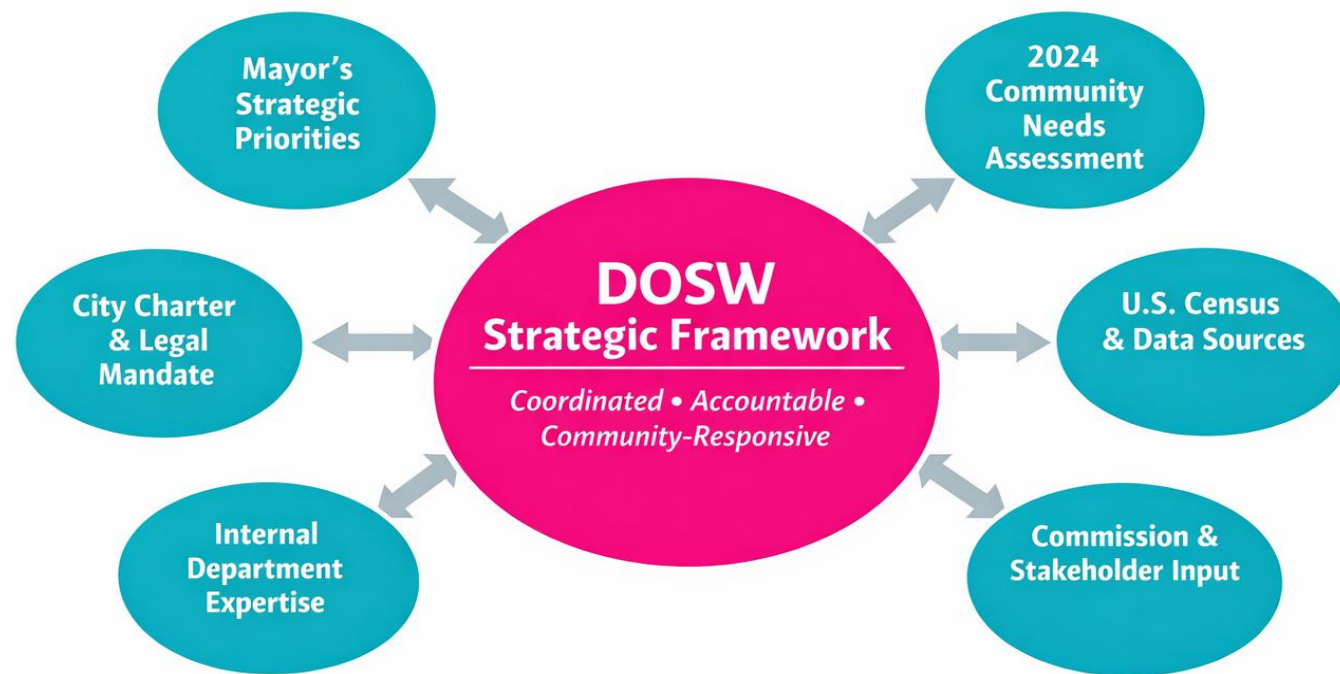 Mayor's
Strategic
Priorities
2024
Community
Needs
Assessment
City Charter
& Legal
Mandate
DOSW
Strategic Framework
Coordinated • Accountable •
Community-Responsive
U.S. Census
& Data Sources
Internal
Department
Expertise
Commission &
Stakeholder Input